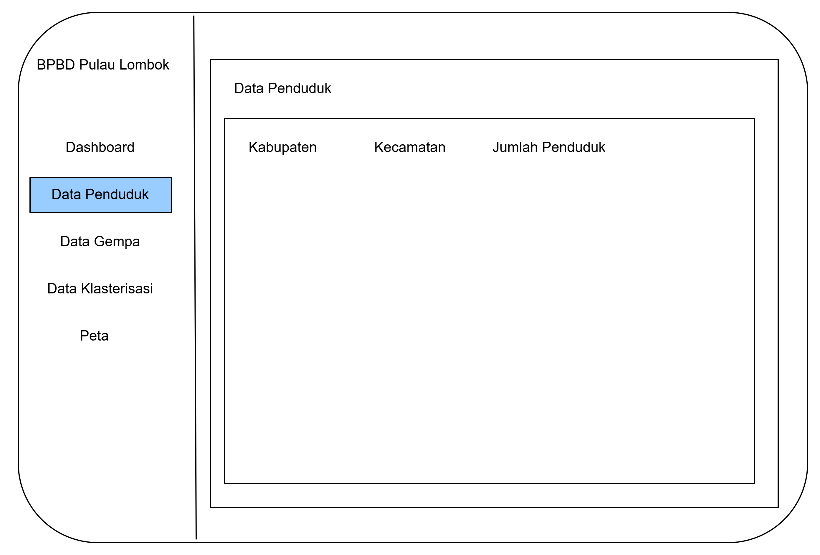 BPBD Pulau Lombok
Dashboard
Data Penduduk
Data Gempa
Data Klasterisasi
Peta
Data Penduduk
Kabupaten Kecamatan Jumlah Penduduk